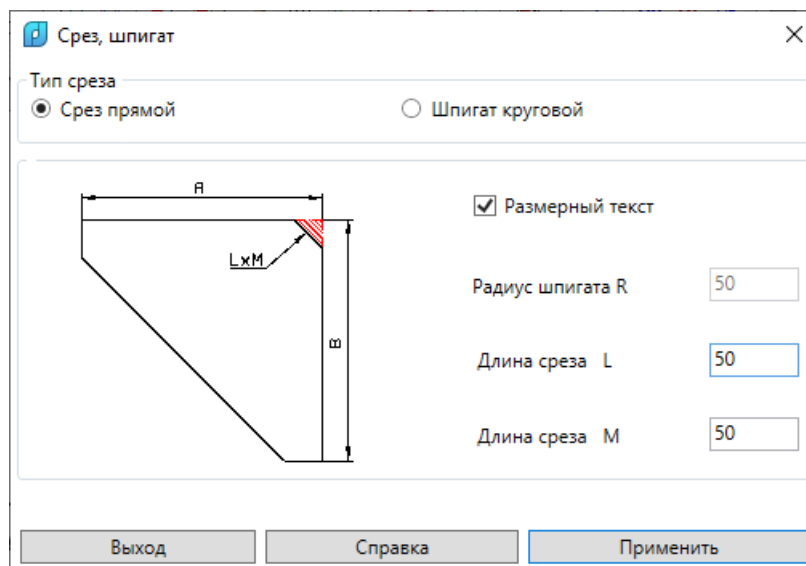 Срез, шпигат
Тип среза
Срез прямой
Шпигат круговой
A
LxM
B
Размерный текст
Радиус шпигата R
50
Длина среза L
50
Длина среза M
50
Выход
Справка
Применить